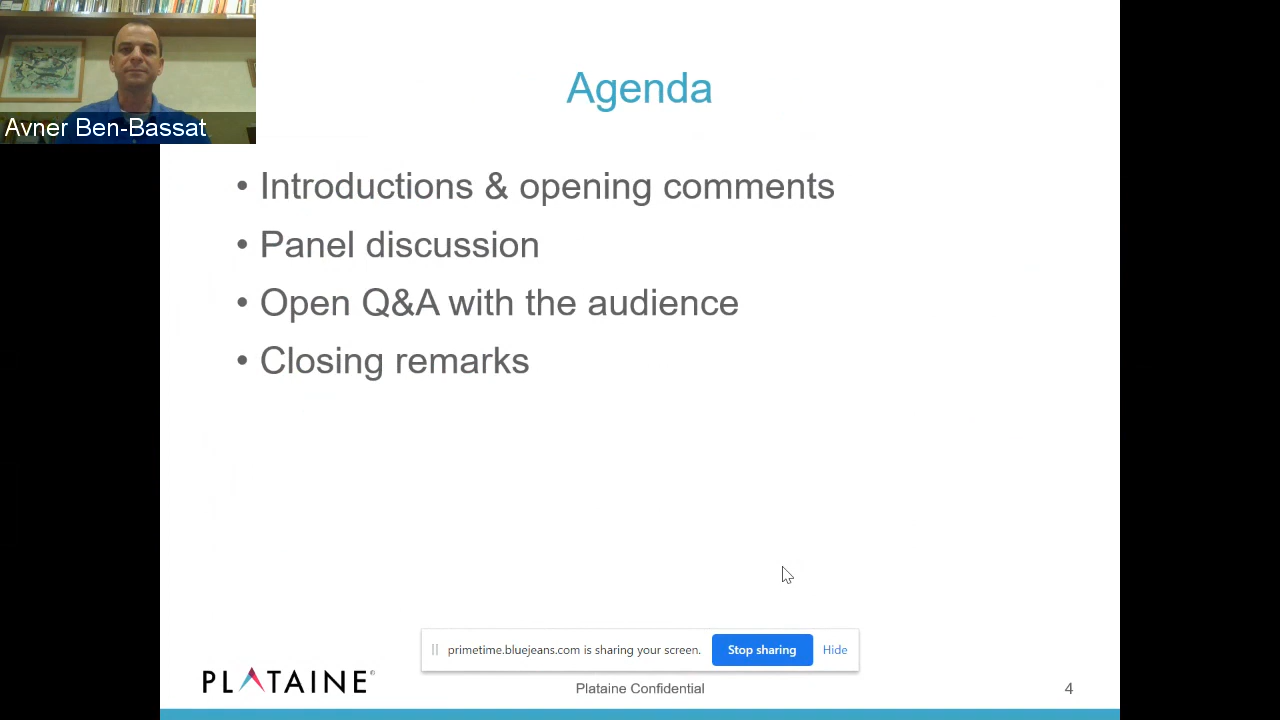 Avner Ben-Bassat
Agenda
• Introductions & opening comments
• Panel discussion
• Open Q&A with the audience
• Closing remarks
primetime.bluejeans.com is sharing your screen.
Stop sharing
Hide
PLATAINE®
Plataine Confidential
4